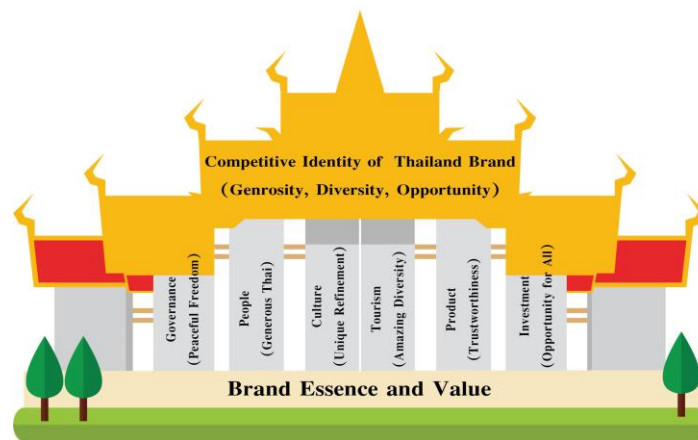 Competitive Identity of Thailand Brand
(Genrosity, Diversity, Opportunity)
Governance
(Peaceful Freedom)
People
(Generous Thai)
Culture
(Unique Refinement)
Tourism
(Amazing Diversity)
Product
(Trustworthiness)
Investment
(Opportunity for All)
Brand Essence and Value